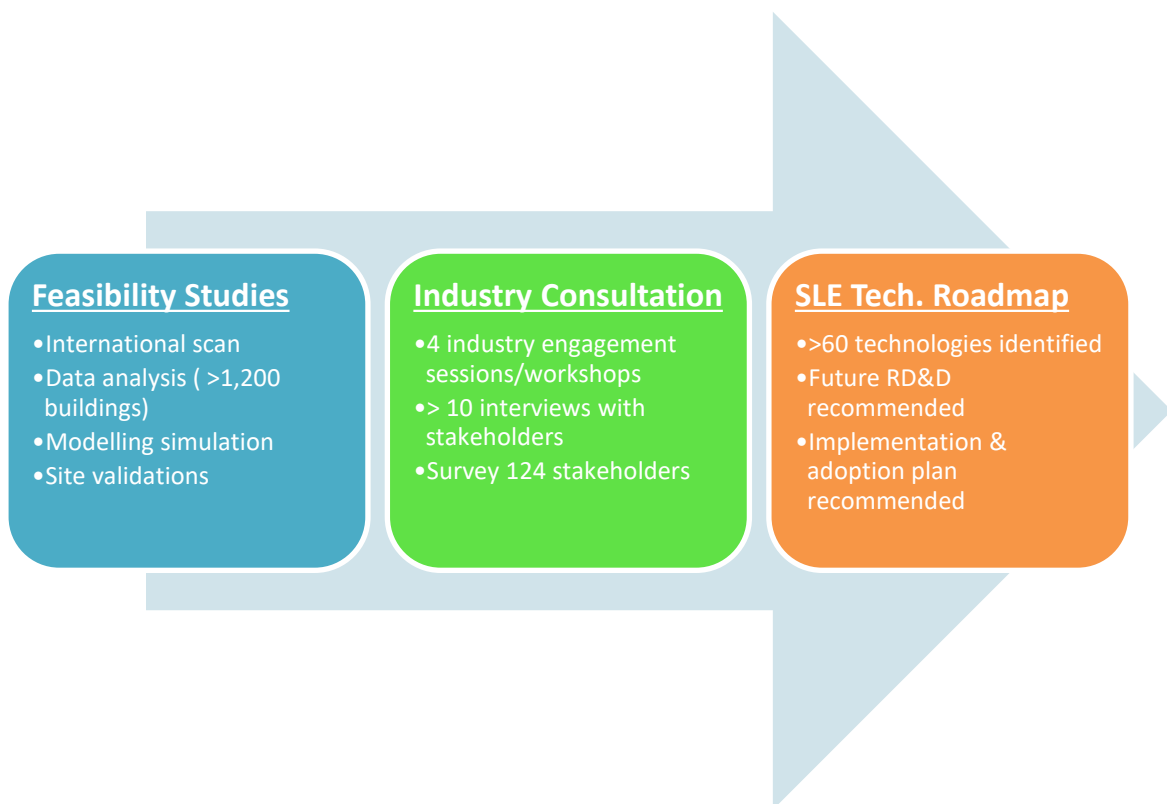 Feasibility Studies
•International scan
•Data analysis ( >1,200
buildings)
•Modelling simulation
•Site validations
Industry Consultation
•4 industry engagement
sessions/workshops
•> 10 interviews with
stakeholders
•Survey 124 stakeholders
SLE Tech. Roadmap
•>60 technologies identified
•Future RD&D
recommended
•Implementation &
adoption plan
recommended